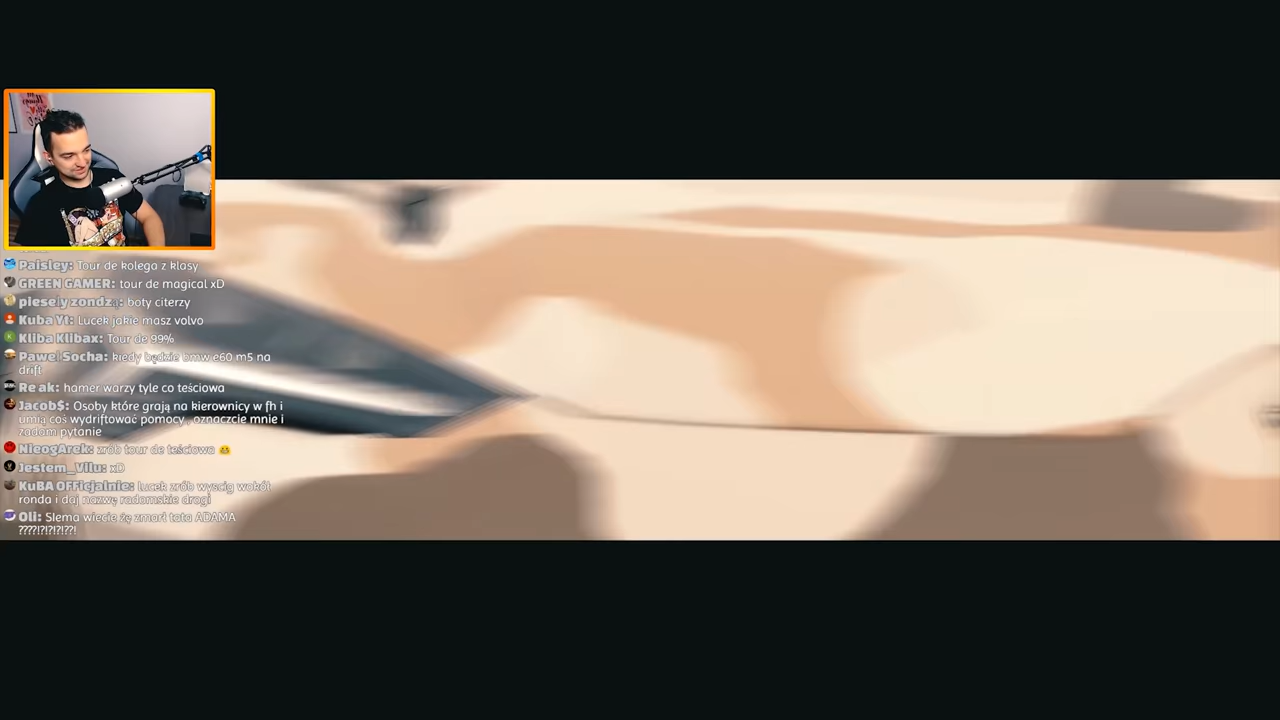 Paisley: Tour de kolega z klasy
GREEN GAMER: tour de magical xD
piesely zondza: boty citerzy
Kuba Yt: Lucek jakie masz volvo
Kliba Klibax: Tour de 99%
Paweł Socha: kiedy będzie bmw e60 m5 na
drift
Re ak: hamer warzy tyle co teściowa
Jacob$: Osoby które grają na kierownicy w fh i
umią coś wydriftować pomocy , oznaczcie mnie i
zadam pytanie
NieogArek: zrób tour de teściowa
Jestem_Vilu: xD
KuBA OFFicjalnie: lucek zrób wyscig wokół
ronda i daj nazwę radomskie drogi
Oli: Siema wiecie żę zmarł tata ADAMA
????!?!?!?!??!